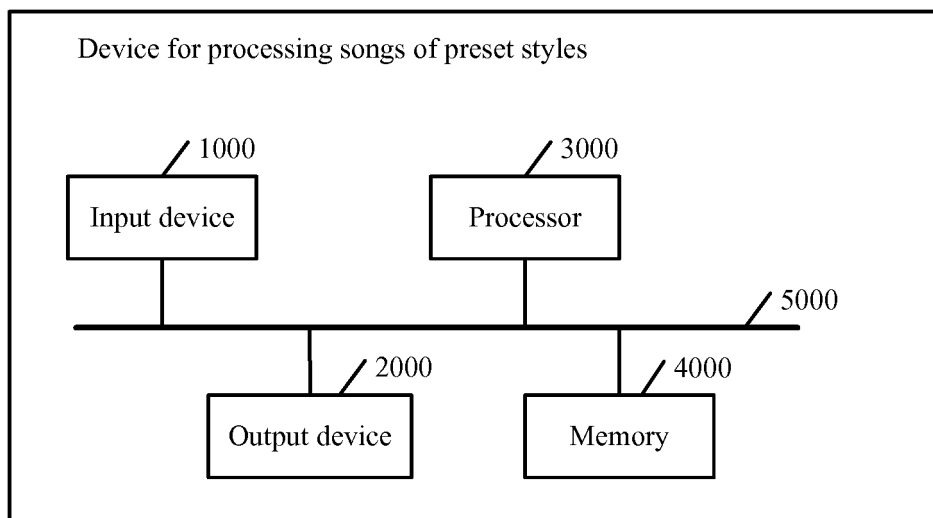 Device for processing songs of preset styles
1000
3000
Input device
Processor
5000
2000
4000
Output device
Memory